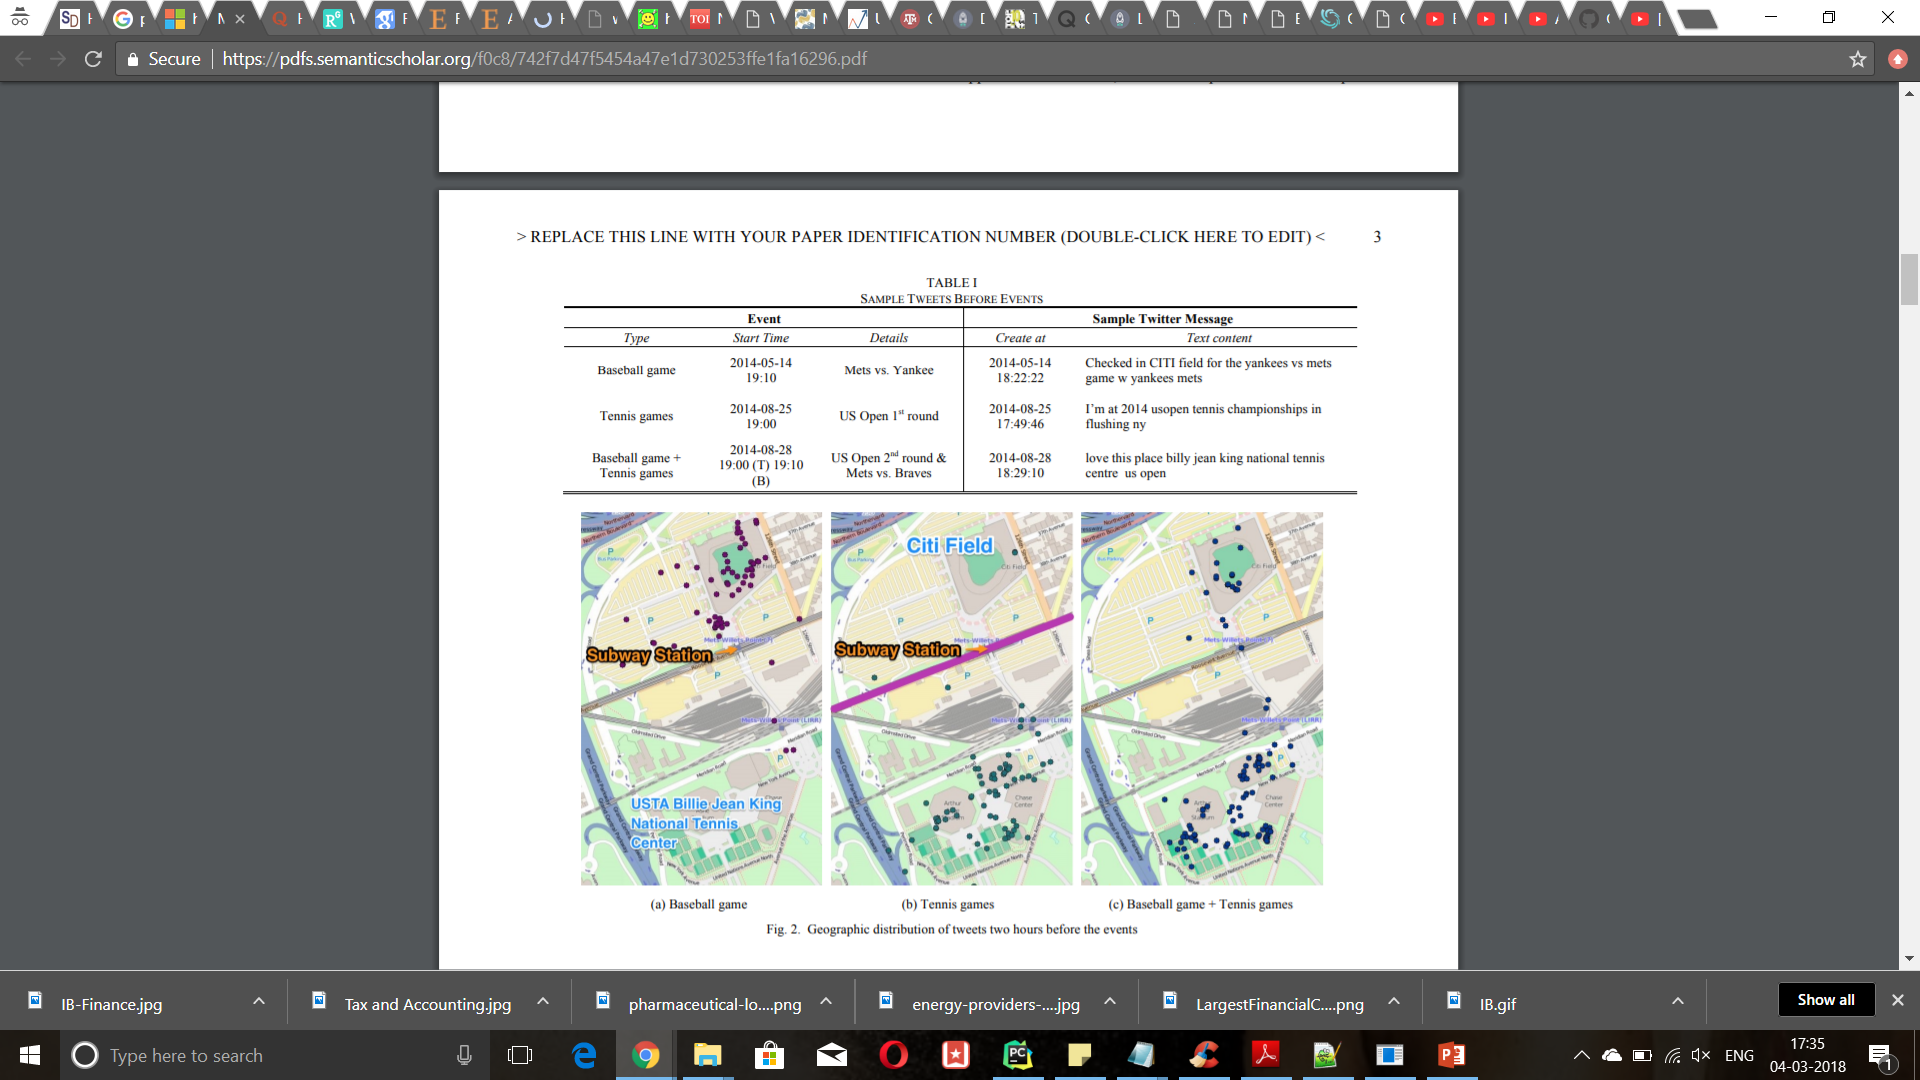 Secure | https://pdfs.semanticscholar.org/f0c8/742f7d47f5454a47e1d730253ffe1fa16296.pdf
> REPLACE THIS LINE WITH YOUR PAPER IDENTIFICATION NUMBER (DOUBLE-CLICK HERE TO EDIT) < 3
TABLE I
SAMPLE TWEETS BEFORE EVENTS
Event Sample Twitter Message
Type Start Time Details Create at Text content
Baseball game 2014-05-14 19:10 Mets vs. Yankee 2014-05-14 18:22:22 Checked in CITI field for the yankees vs mets
game w yankees mets
Tennis games 2014-08-25 19:00 US Open 1st round 2014-08-25 17:49:46 I'm at 2014 usopen tennis championships in
flushing ny
Baseball game + Tennis games 2014-08-28 19:00 (T) 19:10 (B) US Open 2nd round & Mets vs. Braves 2014-08-28 18:29:10 love this place billy jean king national tennis
centre us open
Subway Station
USTA Billie Jean King
National Tennis
Center
Citi Field
Subway Station
(a) Baseball game (b) Tennis games (c) Baseball game + Tennis games
Fig. 2. Geographic distribution of tweets two hours before the events
IB-Finance.jpg Tax and Accounting.jpg pharmaceutical-lo....png energy-providers-....jpg LargestFinancialC....png IB.gif Show all
Type here to search ENG 17:35
04-03-2018